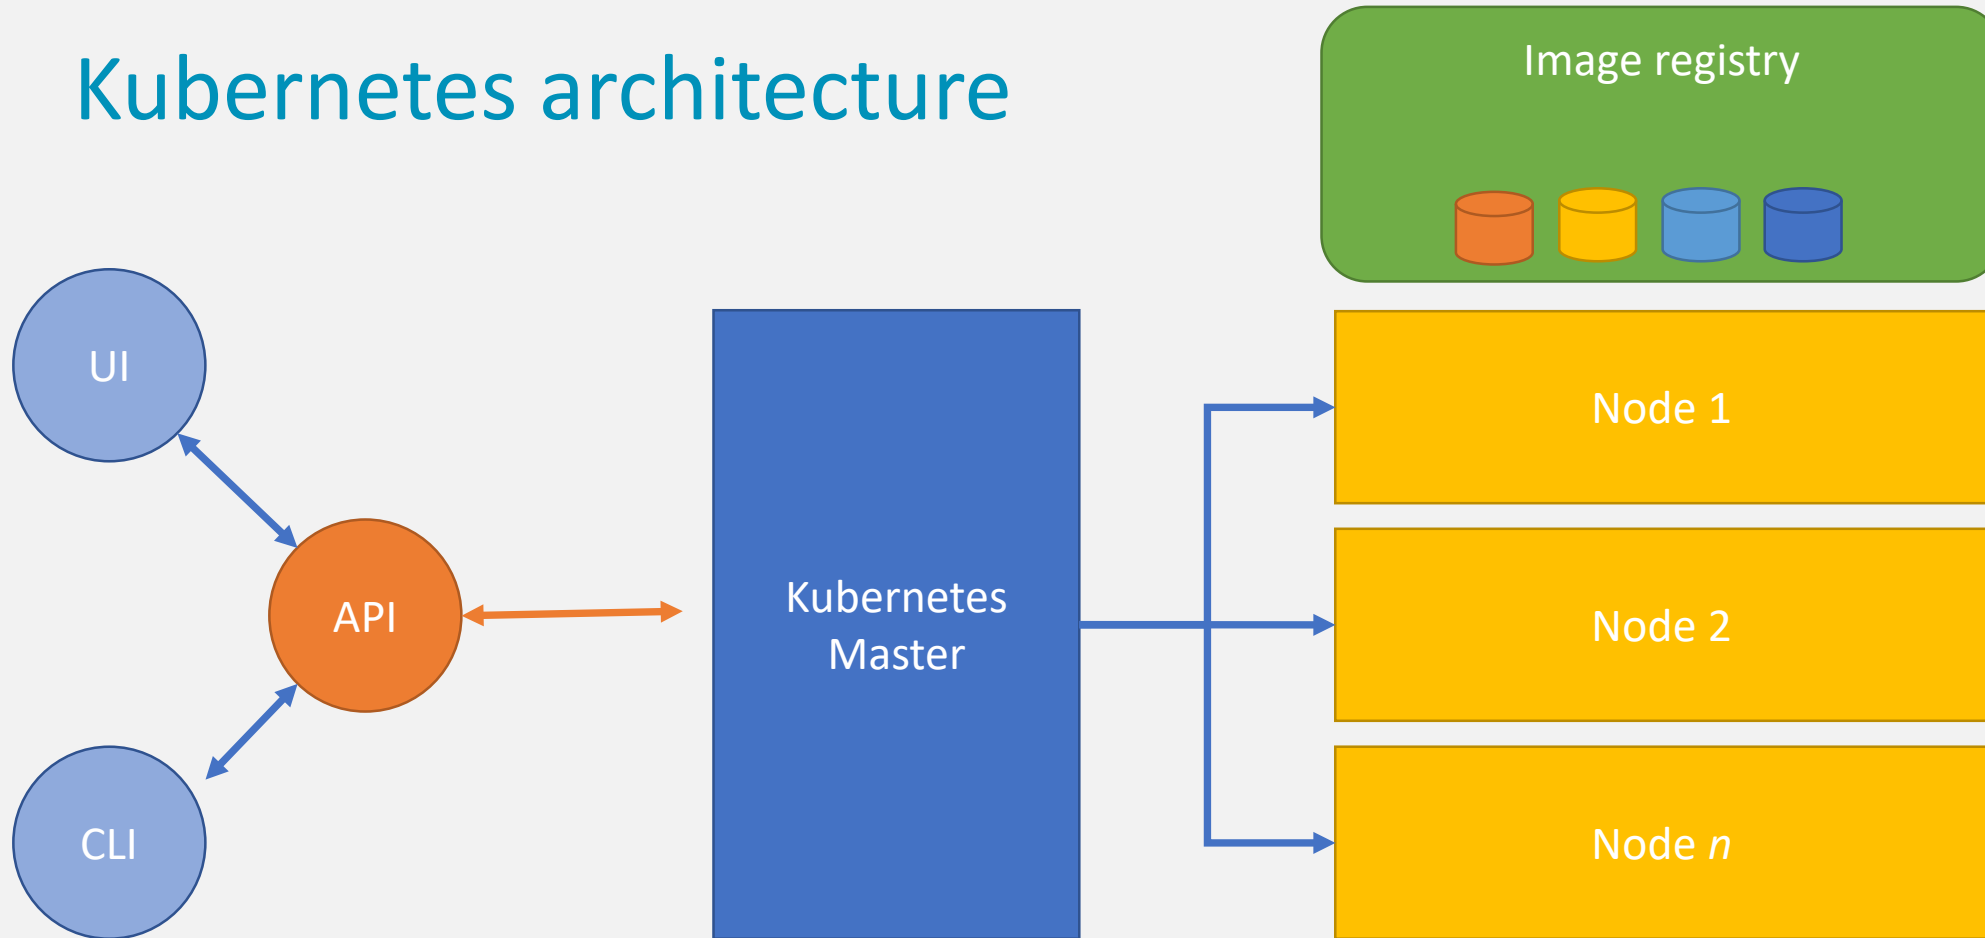 Kubernetes architecture
Image registry
UI
API
CLI
Kubernetes
Master
Node 1
Node 2
Node n